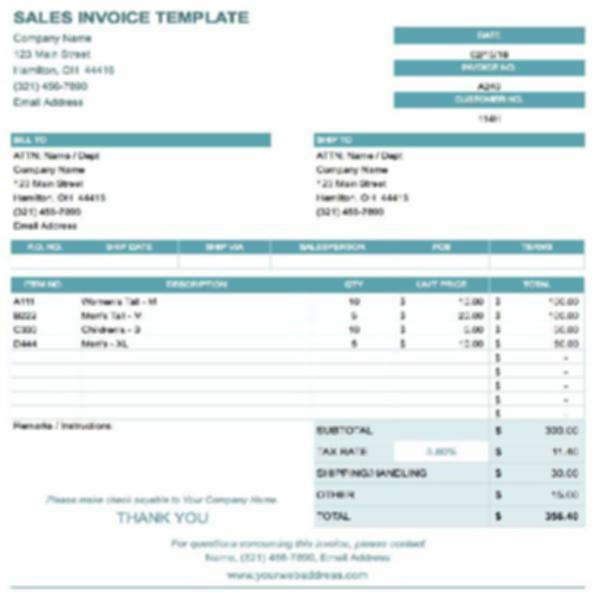 SALES INVOICE TEMPLATE
Company Name
123 Main Street
Hamilton, OH 44416
(321) 456-7890
Email Address
DATE
INVOICE NO.
A246
CUSTOMER NO.
BILL TO
SHIP TO
ATTN: Name / Dept
ATTN: Name / Dept
Company Name
Company Name
123 Main Street
123 Main Street
Hamilton, OH 44416
Hamilton, OH 44416
(321) 456-7890
(321) 456-7890
Email Address
P.O. NO. SHIP DATE SHIP VIA SALESPERSON FOB TERMS
ITEM NO. DESCRIPTION QTY UNIT PRICE TOTAL
A111 Women's Tall - M 10 $ 10.00 $ 100.00
B222 Men's Tall - M 5 $ 20.00 $ 100.00
C333 Children's - S 10 $ 5.00 $ 50.00
D444 Men's - XL 5 $ 10.00 $ 50.00
$ -
$ -
$ -
$ -
$ -
Remarks / Instructions:
SUBTOTAL $ 300.00
TAX RATE 3.80% $ 11.40
SHIPPING/HANDLING $ 30.00
OTHER $ 15.00
TOTAL $ 356.40
Please make check payable to Your Company Name.
THANK YOU
For questions concerning this invoice, please contact
Name, (321) 456-7890, Email Address
www.yourwebaddress.com